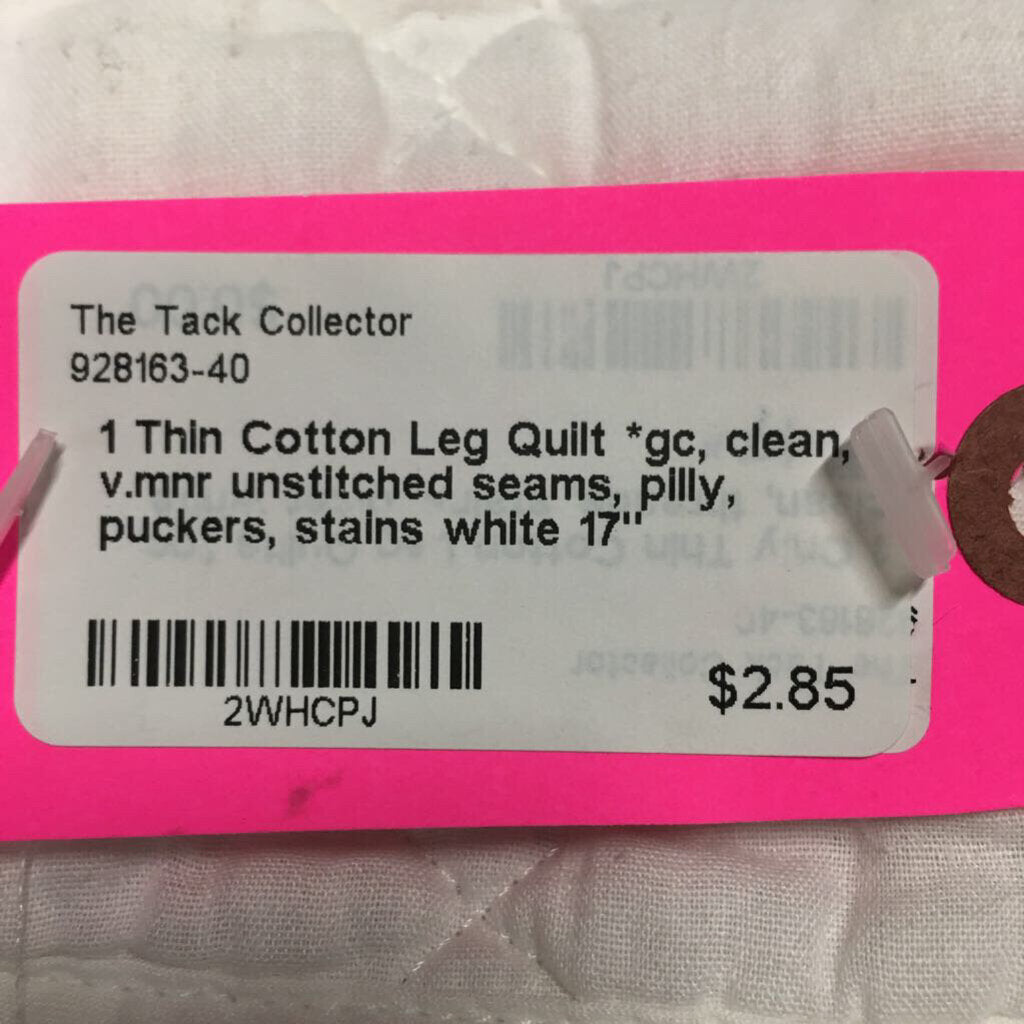 The Tack Collector
928163-40
1 Thin Cotton Leg Quilt *gc, clean,
v.mnr unstitched seams, pilly,
puckers, stains white 17"
2WHCPJ
$2.85